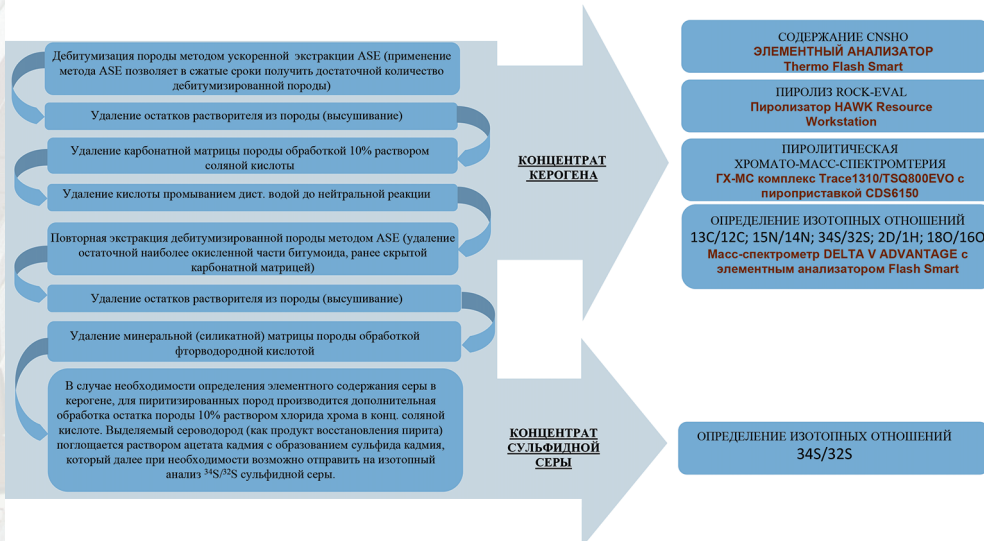 Дебитумизация породы методом ускоренной экстракции ASE (применение
метода ASE позволяет в сжатые сроки получить достаточной количество
дебитумизированной породы)
Удаление остатков растворителя из породы (высушивание)
Удаление карбонатной матрицы породы обработкой 10% раствором
соляной кислоты
Удаление кислоты промыванием дист. водой до нейтральной реакции
Повторная экстракция дебитумизированной породы методом ASE (удаление
остаточной наиболее окисленной части битумоида, ранее скрытой
карбонатной матрицей)
Удаление остатков растворителя из породы (высушивание)
Удаление минеральной (силикатной) матрицы породы обработкой
фторводородной кислотой
В случае необходимости определения элементного содержания серы в
керогене, для пиритизированных пород производится дополнительная
обработка остатка породы 10% раствором хлорида хрома в конц. соляной
кислоте. Выделяемый сероводород (как продукт восстановления пирита)
поглощается раствором ацетата кадмия с образованием сульфида кадмия,
который далее при необходимости возможно отправить на изотопный
анализ ³⁴S/³²S сульфидной серы.
КОНЦЕНТРАТ
КЕРОГЕНА
КОНЦЕНТРАТ
СУЛЬФИДНОЙ
СЕРЫ
СОДЕРЖАНИЕ CNSHO
ЭЛЕМЕНТНЫЙ АНАЛИЗАТОР
Thermo Flash Smart
ПИРОЛИЗ ROCK-EVAL
Пиролизатор HAWK Resource
Workstation
ПИРОЛИТИЧЕСКАЯ
ХРОМАТО-МАСС-СПЕКТРОМТЕРИЯ
ГХ-МС комплекс Trace1310/TSQ800EVO с
пироприставкой CDS6150
ОПРЕДЕЛЕНИЕ ИЗОТОПНЫХ ОТНОШЕНИЙ
13C/12C; 15N/14N; 34S/32S; 2D/1H; 18O/16O
Масс-спектрометр DELTA V ADVANTAGE с
элементным анализатором Flash Smart
ОПРЕДЕЛЕНИЕ ИЗОТОПНЫХ ОТНОШЕНИЙ
34S/32S